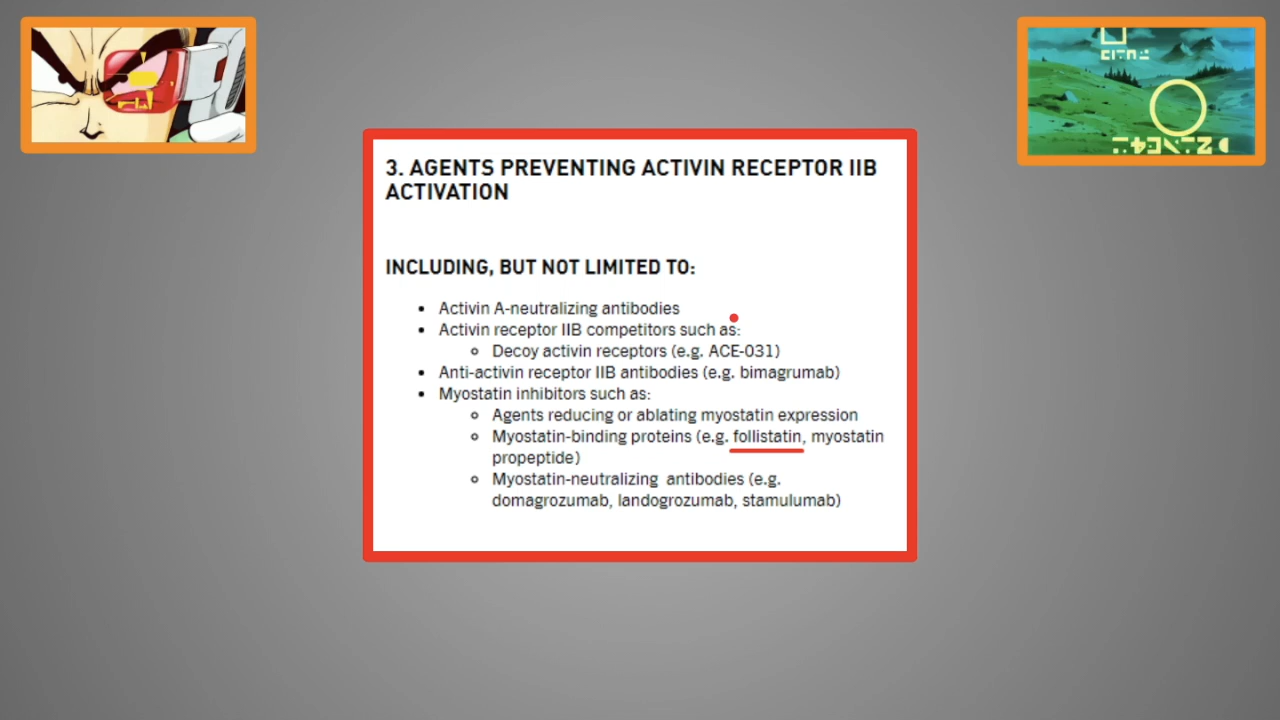 3. AGENTS PREVENTING ACTIVIN RECEPTOR IIB
ACTIVATION
INCLUDING, BUT NOT LIMITED TO:
• Activin A-neutralizing antibodies
• Activin receptor IIB competitors such as:
○ Decoy activin receptors (e.g. ACE-031)
• Anti-activin receptor IIB antibodies (e.g. bimagrumab)
• Myostatin inhibitors such as:
○ Agents reducing or ablating myostatin expression
○ Myostatin-binding proteins (e.g. follistatin, myostatin
propeptide)
○ Myostatin-neutralizing antibodies (e.g.
domagrozumab, landogrozumab, stamulumab)